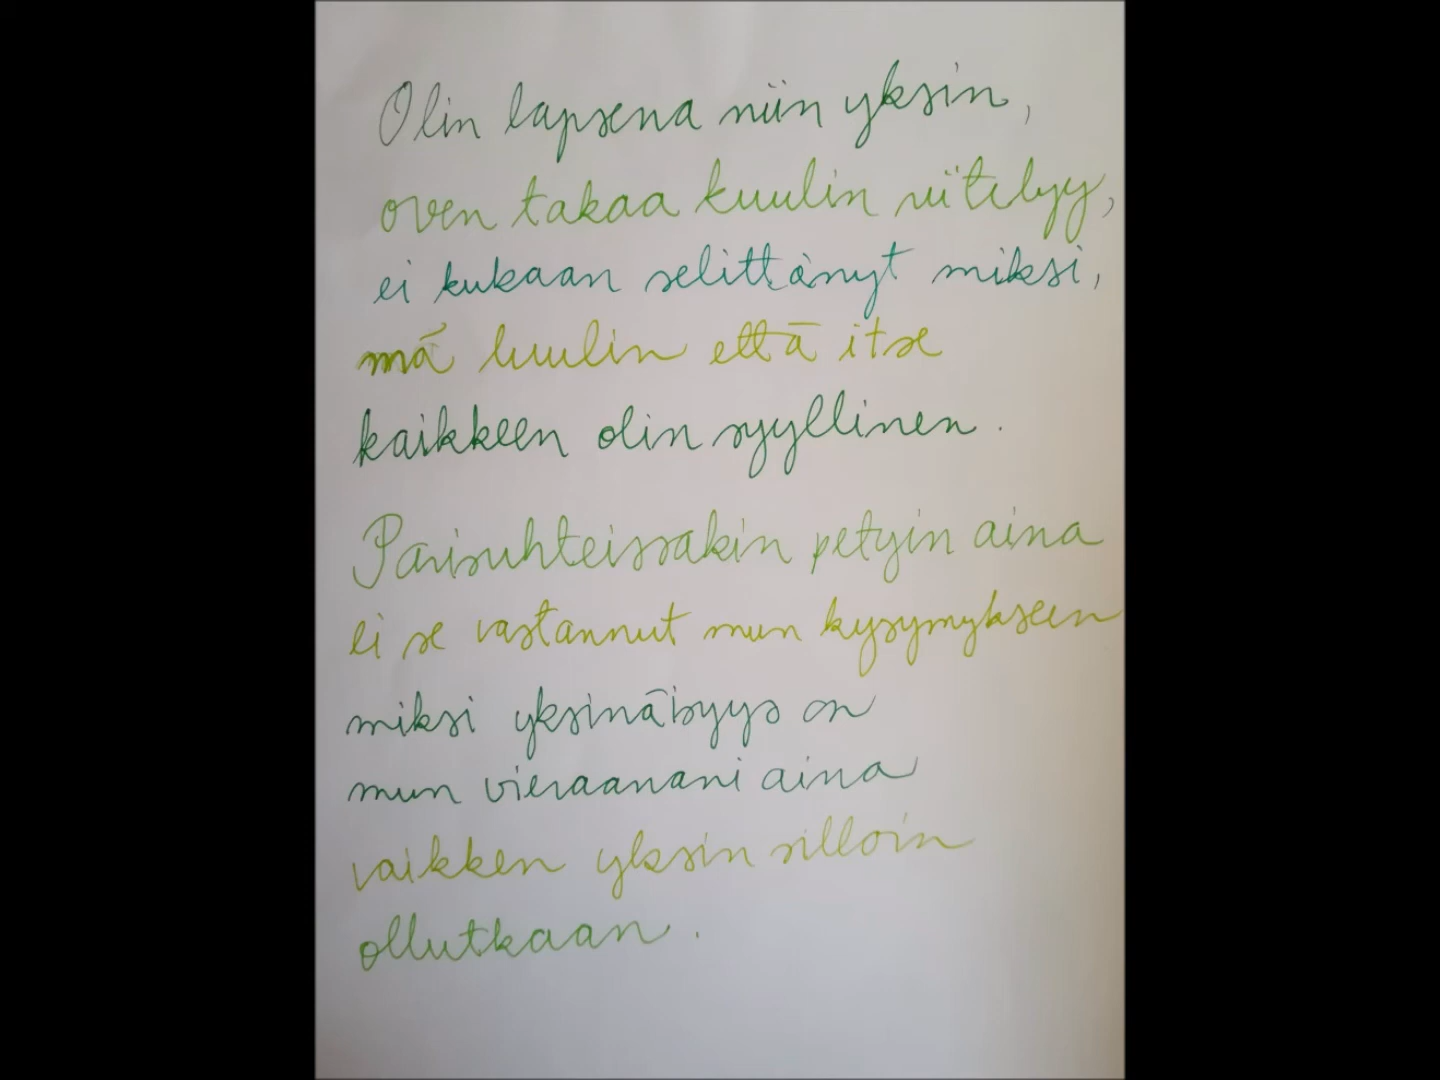 Olin lapsena niin yksin,
oven takaa kuulin riitelyy,
ei kukaan selittänyt miksi,
mä luulin että itse
kaikkeen olin syyllinen.
Parisuhteissakin petyin aina
ei se vastannut mun kysymykseen
miksi yksinäisyys on
mun vieraanani aina
vaikken yksin silloin
ollutkaan.